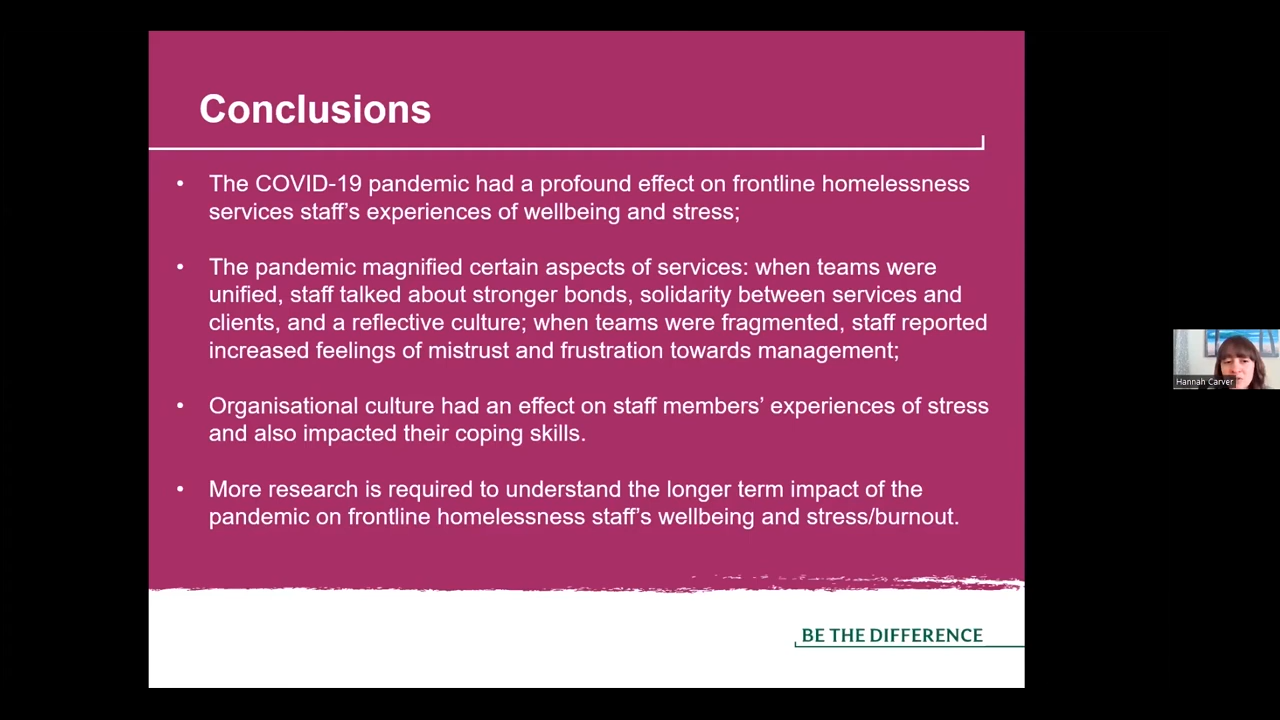 Conclusions
• The COVID-19 pandemic had a profound effect on frontline homelessness
services staff’s experiences of wellbeing and stress;
• The pandemic magnified certain aspects of services: when teams were
unified, staff talked about stronger bonds, solidarity between services and
clients, and a reflective culture; when teams were fragmented, staff reported
increased feelings of mistrust and frustration towards management;
• Organisational culture had an effect on staff members’ experiences of stress
and also impacted their coping skills.
• More research is required to understand the longer term impact of the
pandemic on frontline homelessness staff’s wellbeing and stress/burnout.
BE THE DIFFERENCE
Hannah Carver